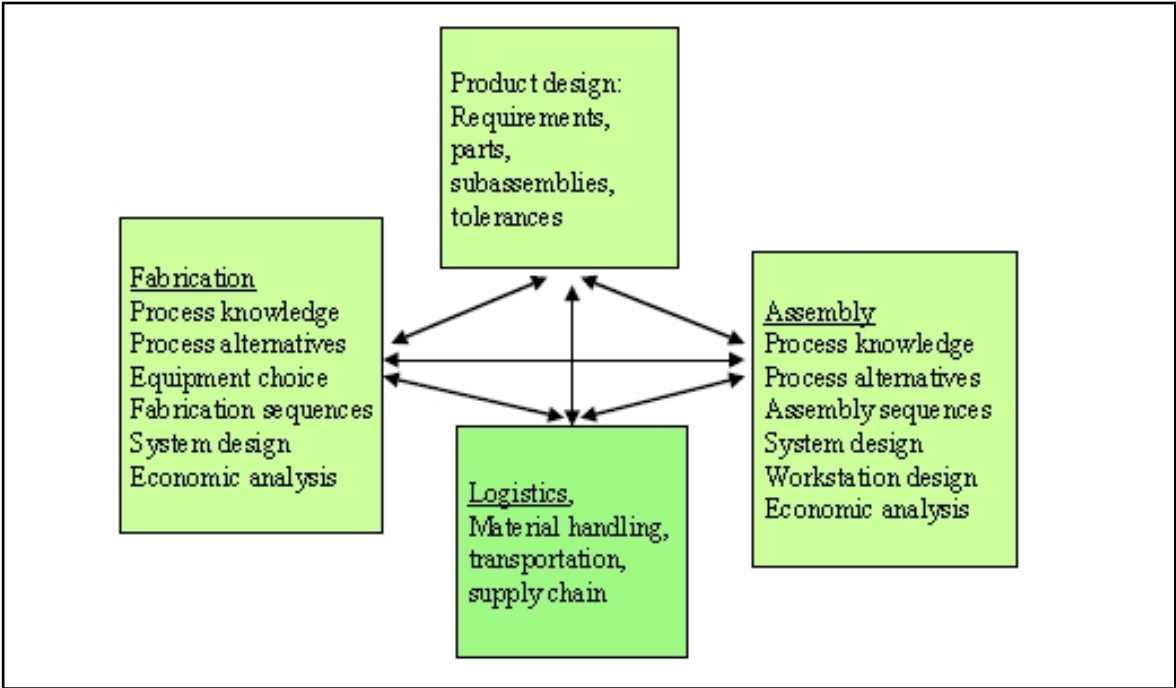 Product design:
Requirements,
parts,
subassemblies,
tolerances
Fabrication
Process knowledge
Process alternatives
Equipment choice
Fabrication sequences
System design
Economic analysis
Assembly
Process knowledge
Process alternatives
Assembly sequences
System design
Workstation design
Economic analysis
Logistics,
Material handling,
transportation,
supply chain